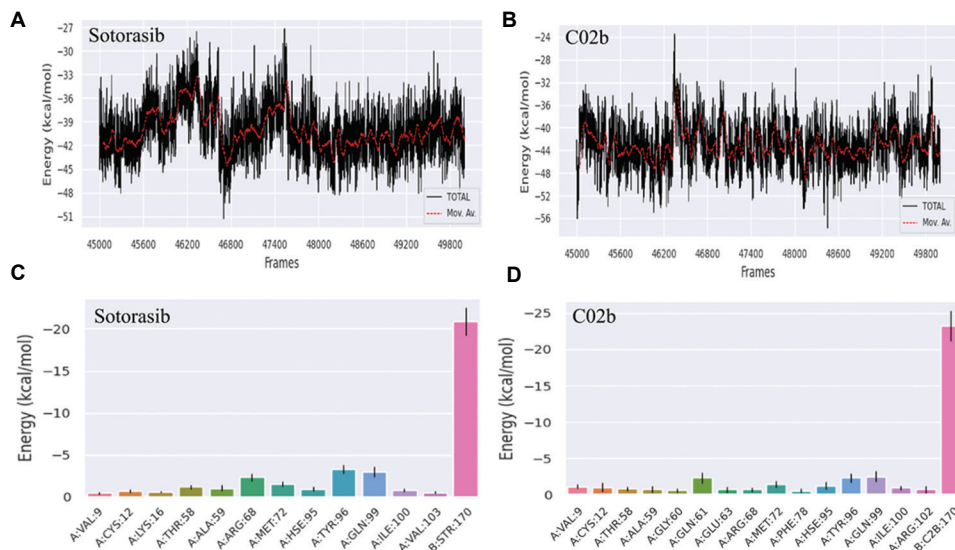 A
Sotorasib
Energy (kcal/mol)
−27
−30
−33
−36
−39
−42
−45
−48
−51
TOTAL
Mov. Av.
45000 45600 46200 46800 47400 48000 48600 49200 49800
Frames
B
C02b
Energy (kcal/mol)
−24
−28
−32
−36
−40
−44
−48
−52
−56
TOTAL
Mov. Av.
45000 45600 46200 46800 47400 48000 48600 49200 49800
Frames
C
Sotorasib
Energy (kcal/mol)
−20
−15
−10
−5
0
A:VAL:9 A:CYS:12 A:LYS:16 A:THR:58 A:ALA:59 A:ARG:68 A:MET:72 A:HSE:95 A:TYR:96 A:GLN:99 A:ILE:100 A:VAL:103 B:STR:170
D
C02b
Energy (kcal/mol)
−25
−20
−15
−10
−5
0
A:VAL:9 A:CYS:12 A:THR:58 A:ALA:59 A:GLY:60 A:GLN:61 A:GLU:63 A:ARG:68 A:MET:72 A:PHE:78 A:HSE:95 A:TYR:96 A:GLN:99 A:ILE:100 A:ARG:102 B:C2B:170